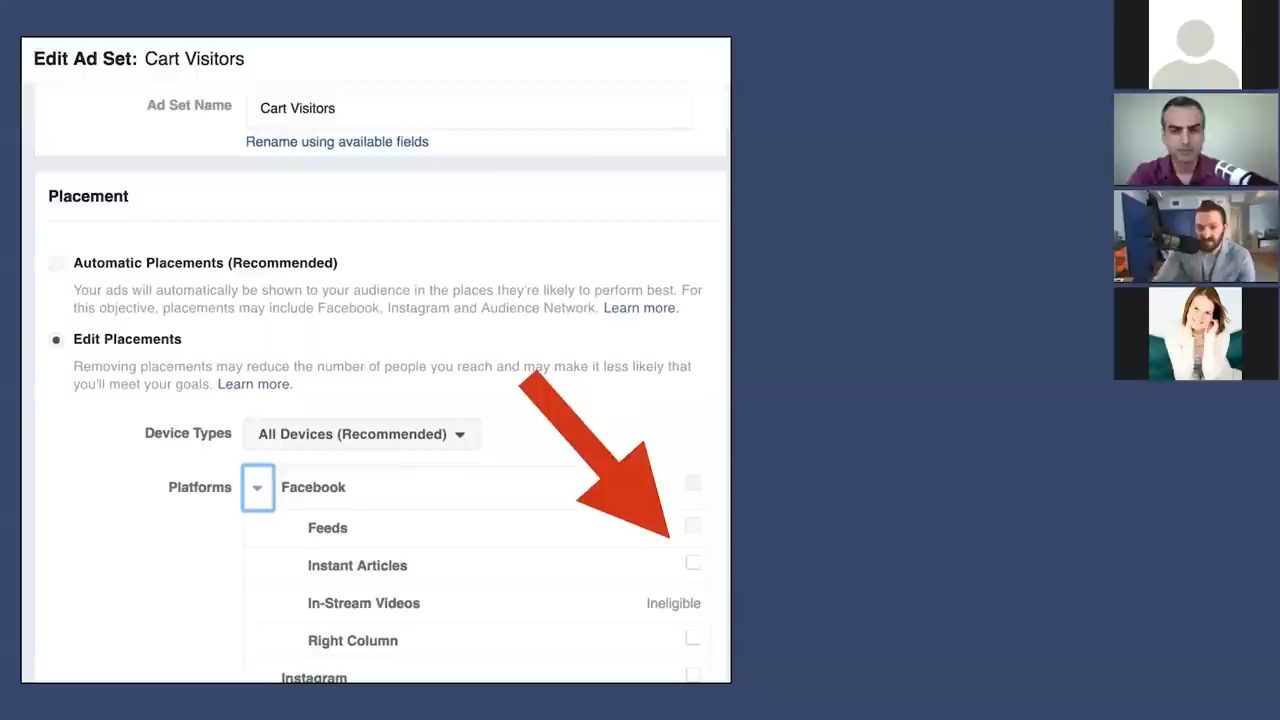 Edit Ad Set: Cart Visitors
Ad Set Name Cart Visitors
Rename using available fields
Placement
Automatic Placements (Recommended)
Your ads will automatically be shown to your audience in the places they're likely to perform best. For
this objective, placements may include Facebook, Instagram and Audience Network. Learn more.
Edit Placements
Removing placements may reduce the number of people you reach and may make it less likely that
you'll meet your goals. Learn more.
Device Types All Devices (Recommended)
Platforms Facebook
Feeds
Instant Articles
In-Stream Videos Ineligible
Right Column
Instagram